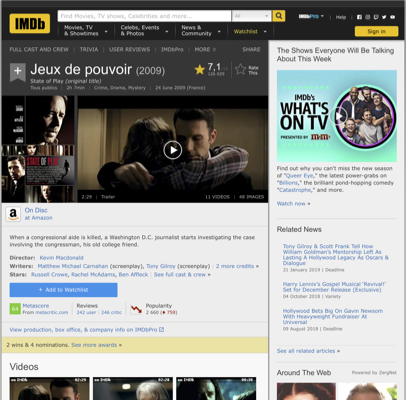 IMDb
Find Movies, TV shows, Celebrities and more...
All
IMDbPro
Help
Movies, TV
& Showtimes
Celebs, Events
& Photos
News &
Community
Watchlist
Sign in
FULL CAST AND CREW | TRIVIA | USER REVIEWS | IMDbPro | MORE
SHARE
Jeux de pouvoir (2009)
State of Play (original title)
Tous publics | 2h 7min | Crime, Drama, Mystery | 24 June 2009 (France)
7,1
Rate
This
STATE OF PLAY
2:29 | Trailer
11 VIDEOS | 48 IMAGES
On Disc
at Amazon
When a congressional aide is killed, a Washington D.C. journalist starts investigating the case
involving the congressman, his old college friend.
Director: Kevin Macdonald
Writers: Matthew Michael Carnahan (screenplay), Tony Gilroy (screenplay) | 2 more credits »
Stars: Russell Crowe, Rachel McAdams, Ben Affleck | See full cast & crew »
+ Add to Watchlist
Metascore
From metacritic.com
Reviews
242 user | 246 critic
Popularity
2 660 ( 759)
View production, box office, & company info on IMDbPro
2 wins & 4 nominations. See more awards »
Videos
The Shows Everyone Will Be Talking
About This Week
IMDb's
WHAT'S
ON TV
PRESENTED BY
Find out why you can't miss the new season
of "Queer Eye," the latest power-grabs on
"Billions," the brilliant pond-hopping comedy
"Catastrophe," and more.
Watch now »
Related News
Tony Gilroy & Scott Frank Tell How
William Goldman's Mentorship Left As
Lasting A Hollywood Legacy As Oscars &
Dialogue
21 January 2019 | Deadline
Harry Lennix's Gospel Musical 'Revival!'
Set for December Release (Exclusive)
04 October 2018 | Variety
Hollywood Bets Big On Gavin Newsom
With Heavyweight Fundraiser At
Universal
09 August 2018 | Deadline
See all related articles »
Around The Web
Powered by ZergNet